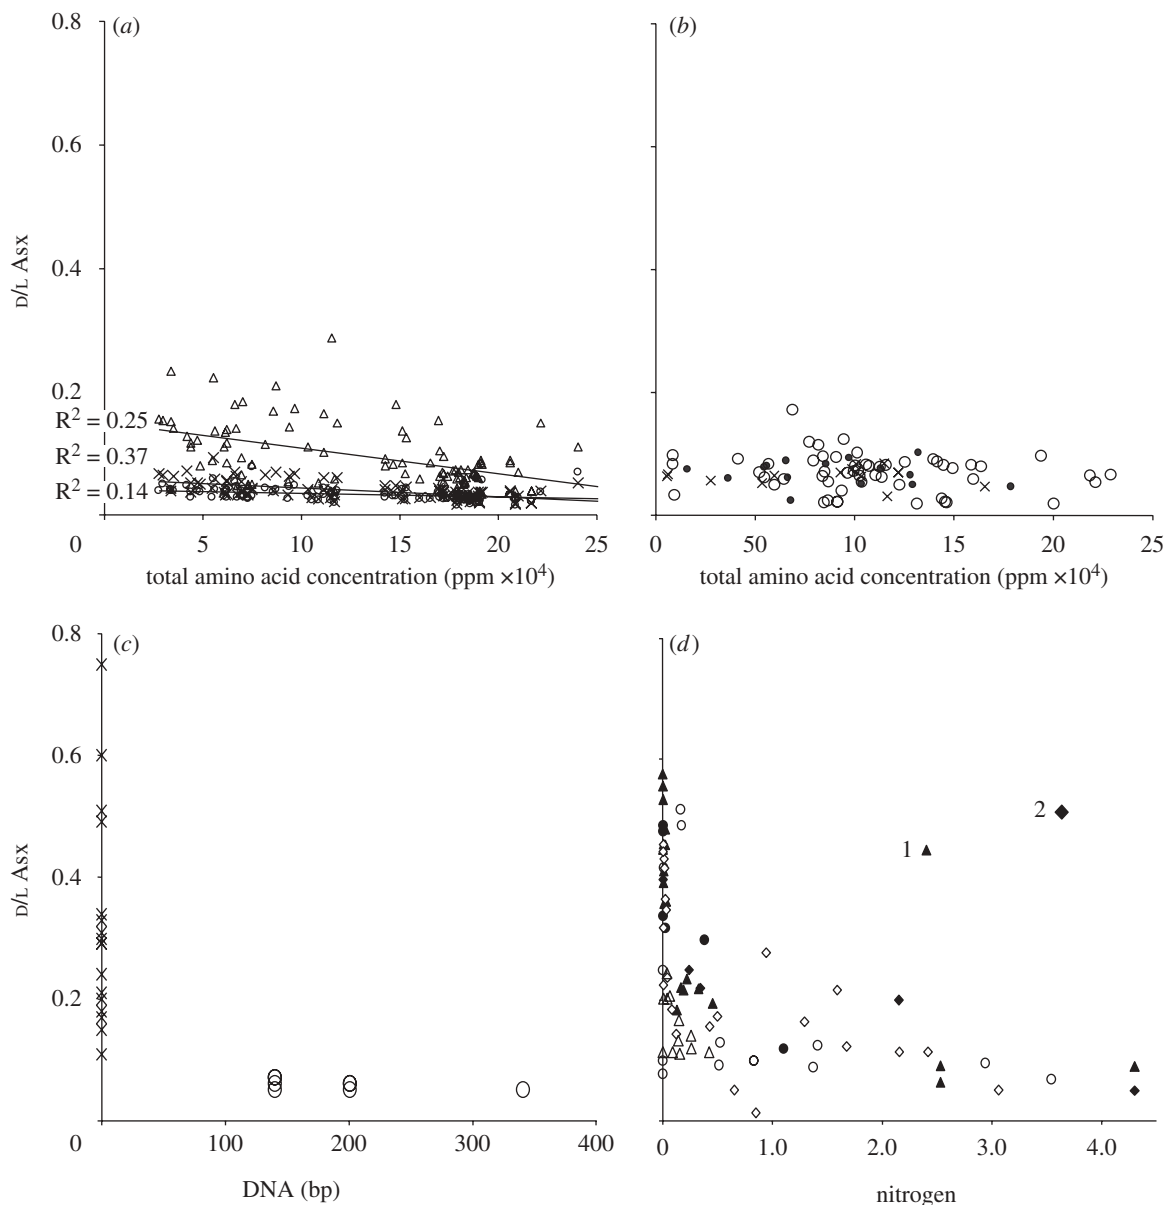 (a)
0.8
0.6
0.4
0.2
0
D/L Asx
R² = 0.25
R² = 0.37
R² = 0.14
5 10 15 20 25
total amino acid concentration (ppm ×10⁴)
(b)
0 50 10 15 20 25
total amino acid concentration (ppm ×10⁴)
(c)
0.8
0.6
0.4
0.2
0
D/L Asx
100 200 300 400
DNA (bp)
(d)
1
2
0 1.0 2.0 3.0 4.0
nitrogen